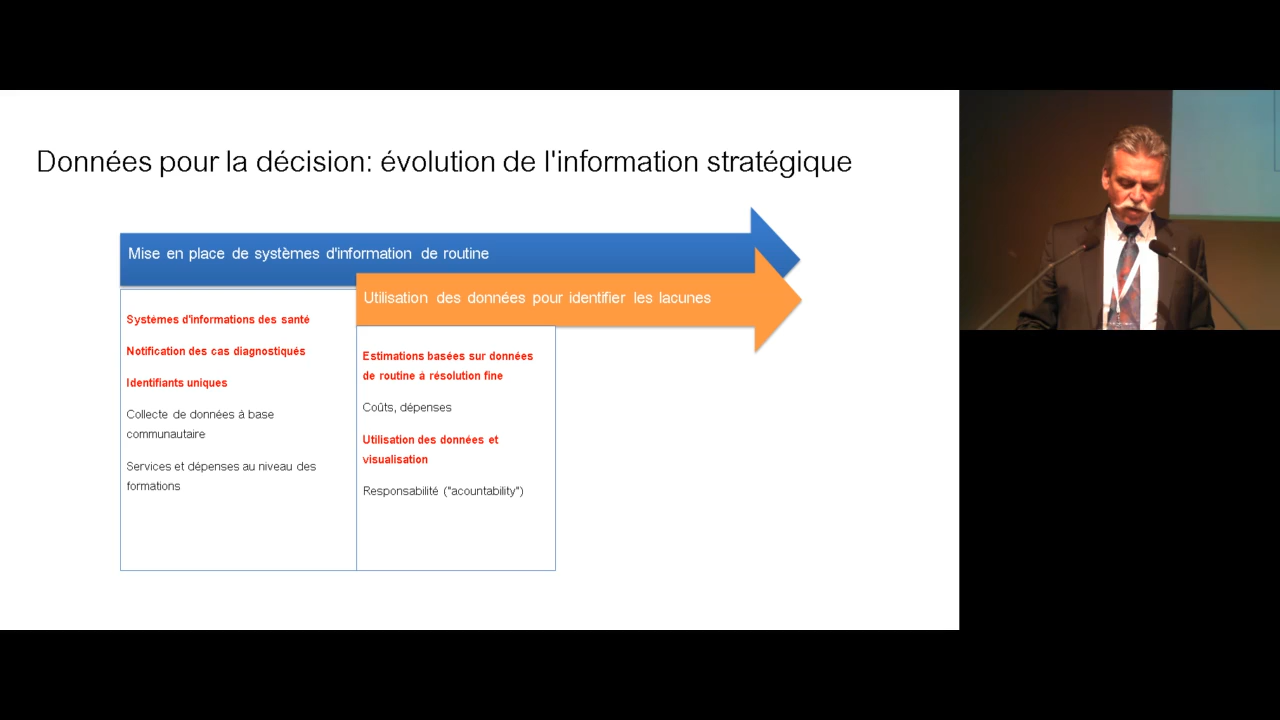 Données pour la décision: évolution de l'information stratégique
Mise en place de systèmes d'information de routine
Utilisation des données pour identifier les lacunes
Systémes d'informations des santé
Notification des cas diagnostiqués
Identifiants uniques
Collecte de données à base
communautaire
Services et dépenses au niveau des
formations
Estimations basées sur données
de routine à résolution fine
Coûts, dépenses
Utilisation des données et
visualisation
Responsabilité ("acountability")